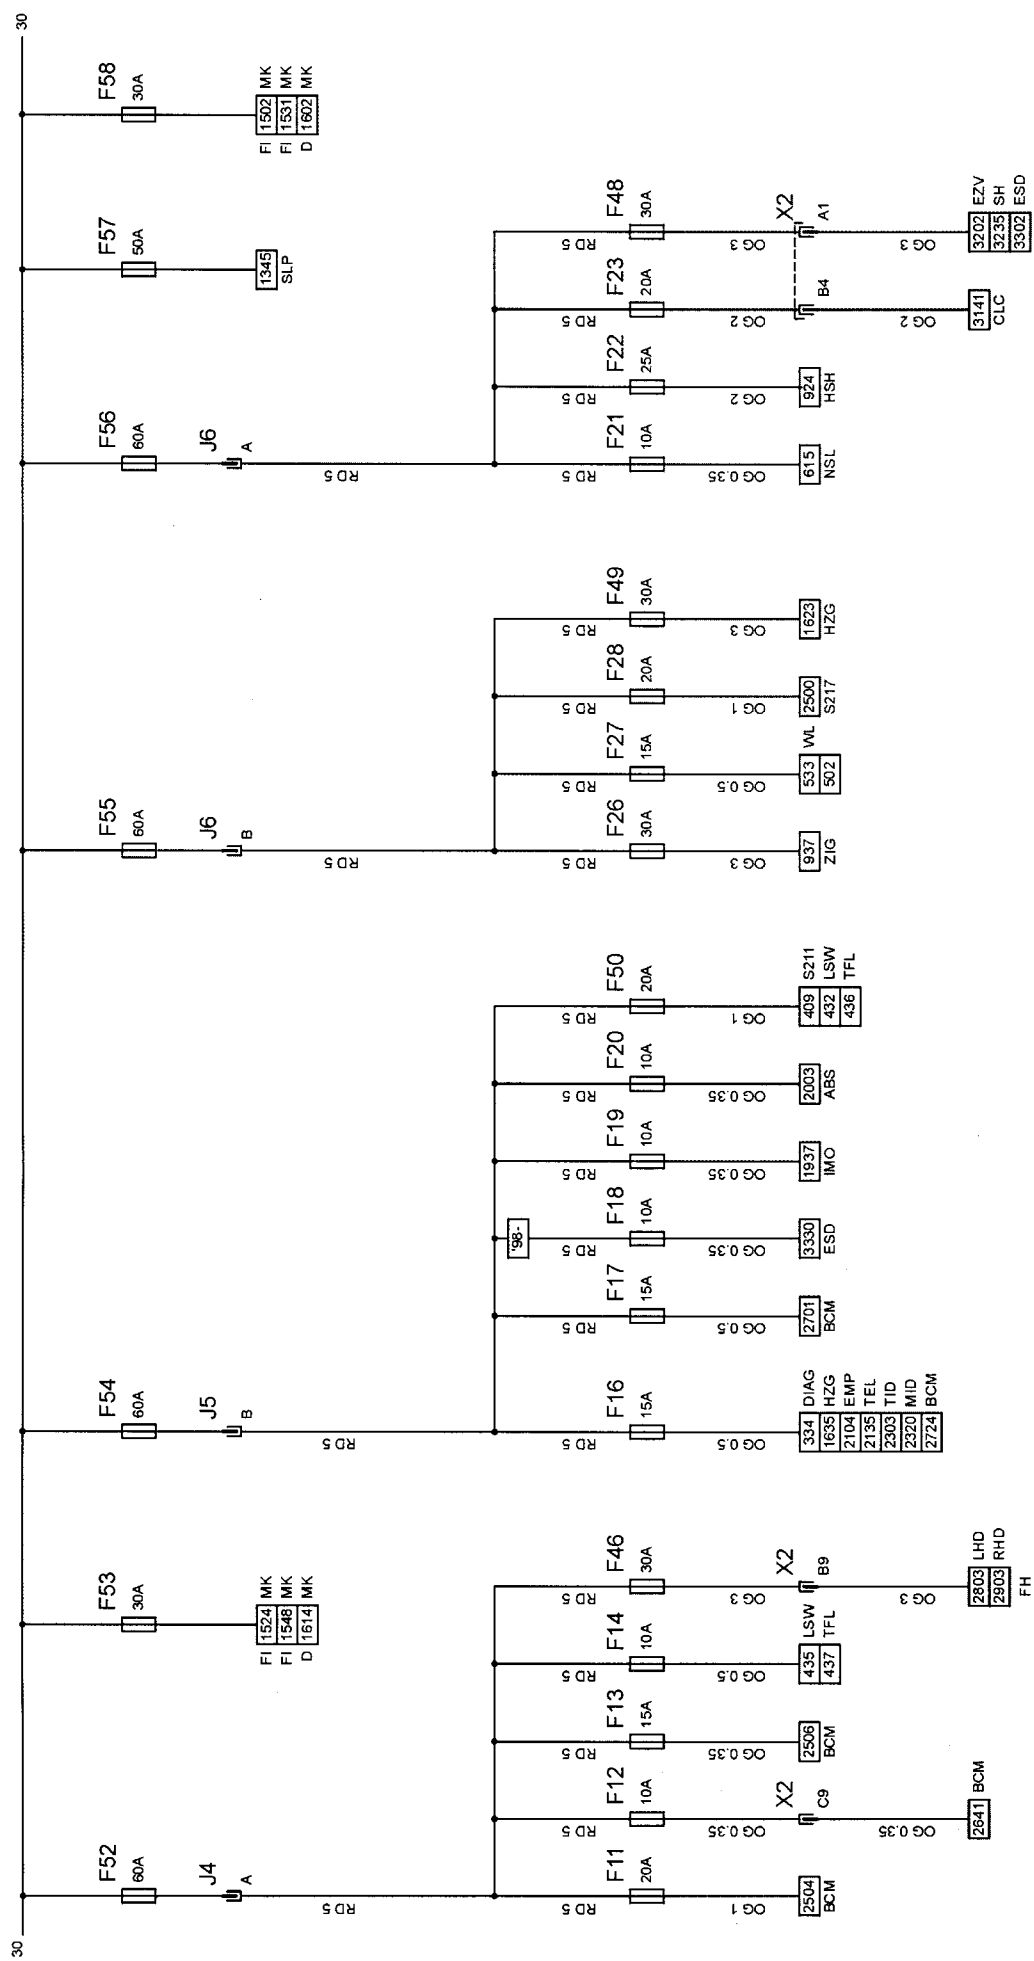 30
30
F58
30A
FI 1502 MK
FI 1531 MK
D 1602 MK
F57
50A
1345
SLP
F56
60A
J6
A
RD 5
RD 5
F48
30A
OG 3
X2
A1
OG 3
3202 EZV
3235 SH
3302 ESD
RD 5
F23
20A
OG 2
B4
OG 2
3141
CLC
RD 5
F22
25A
OG 2
924
HSH
RD 5
F21
10A
OG 0.35
615
NSL
F55
60A
J6
B
RD 5
RD 5
F49
30A
OG 3
1623
HZG
RD 5
F28
20A
OG 1
2500
S217
RD 5
F27
15A
OG 0.5
533 WL
502
RD 5
F26
30A
OG 3
937
ZIG
F54
60A
J5
B
RD 5
RD 5
F50
20A
OG 1
409 S211
432 LSW
436 TFL
RD 5
F20
10A
OG 0.35
2003
ABS
RD 5
F19
10A
OG 0.35
1937
IMO
'98-
RD 5
F18
10A
OG 0.35
3330
ESD
RD 5
F17
15A
OG 0.5
2701
BCM
RD 5
F16
15A
OG 0.5
334 DIAG
1635 HZG
2104 EMP
2135 TEL
2303 TID
2320 MID
2724 BCM
F53
30A
FI 1524 MK
FI 1548 MK
D 1614 MK
F52
60A
J4
A
RD 5
RD 5
F46
30A
OG 3
X2
B9
OG 3
2803 LHD
2903 RHD
FH
RD 5
F14
10A
OG 0.5
435 LSW
437 TFL
RD 5
F13
15A
OG 0.35
2506
BCM
RD 5
F12
10A
OG 0.35
X2
C9
OG 0.35
2641 BCM
RD 5
F11
20A
OG 1
2504
BCM